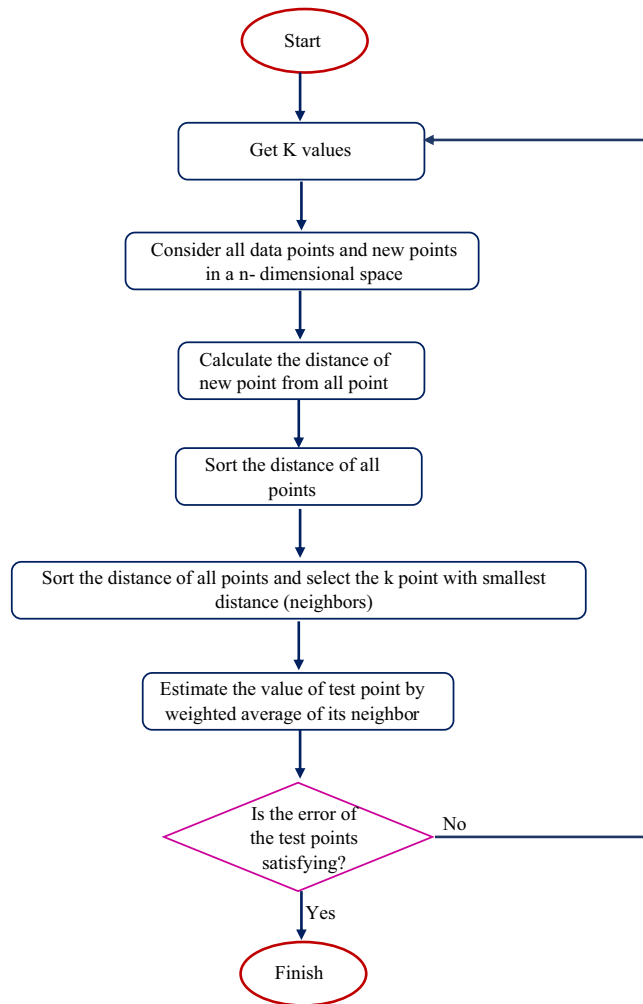 Start
Get K values
Consider all data points and new points
in a n- dimensional space
Calculate the distance of
new point from all point
Sort the distance of all
points
Sort the distance of all points and select the k point with smallest
distance (neighbors)
Estimate the value of test point by
weighted average of its neighbor
Is the error of
the test points
satisfying?
No
Yes
Finish